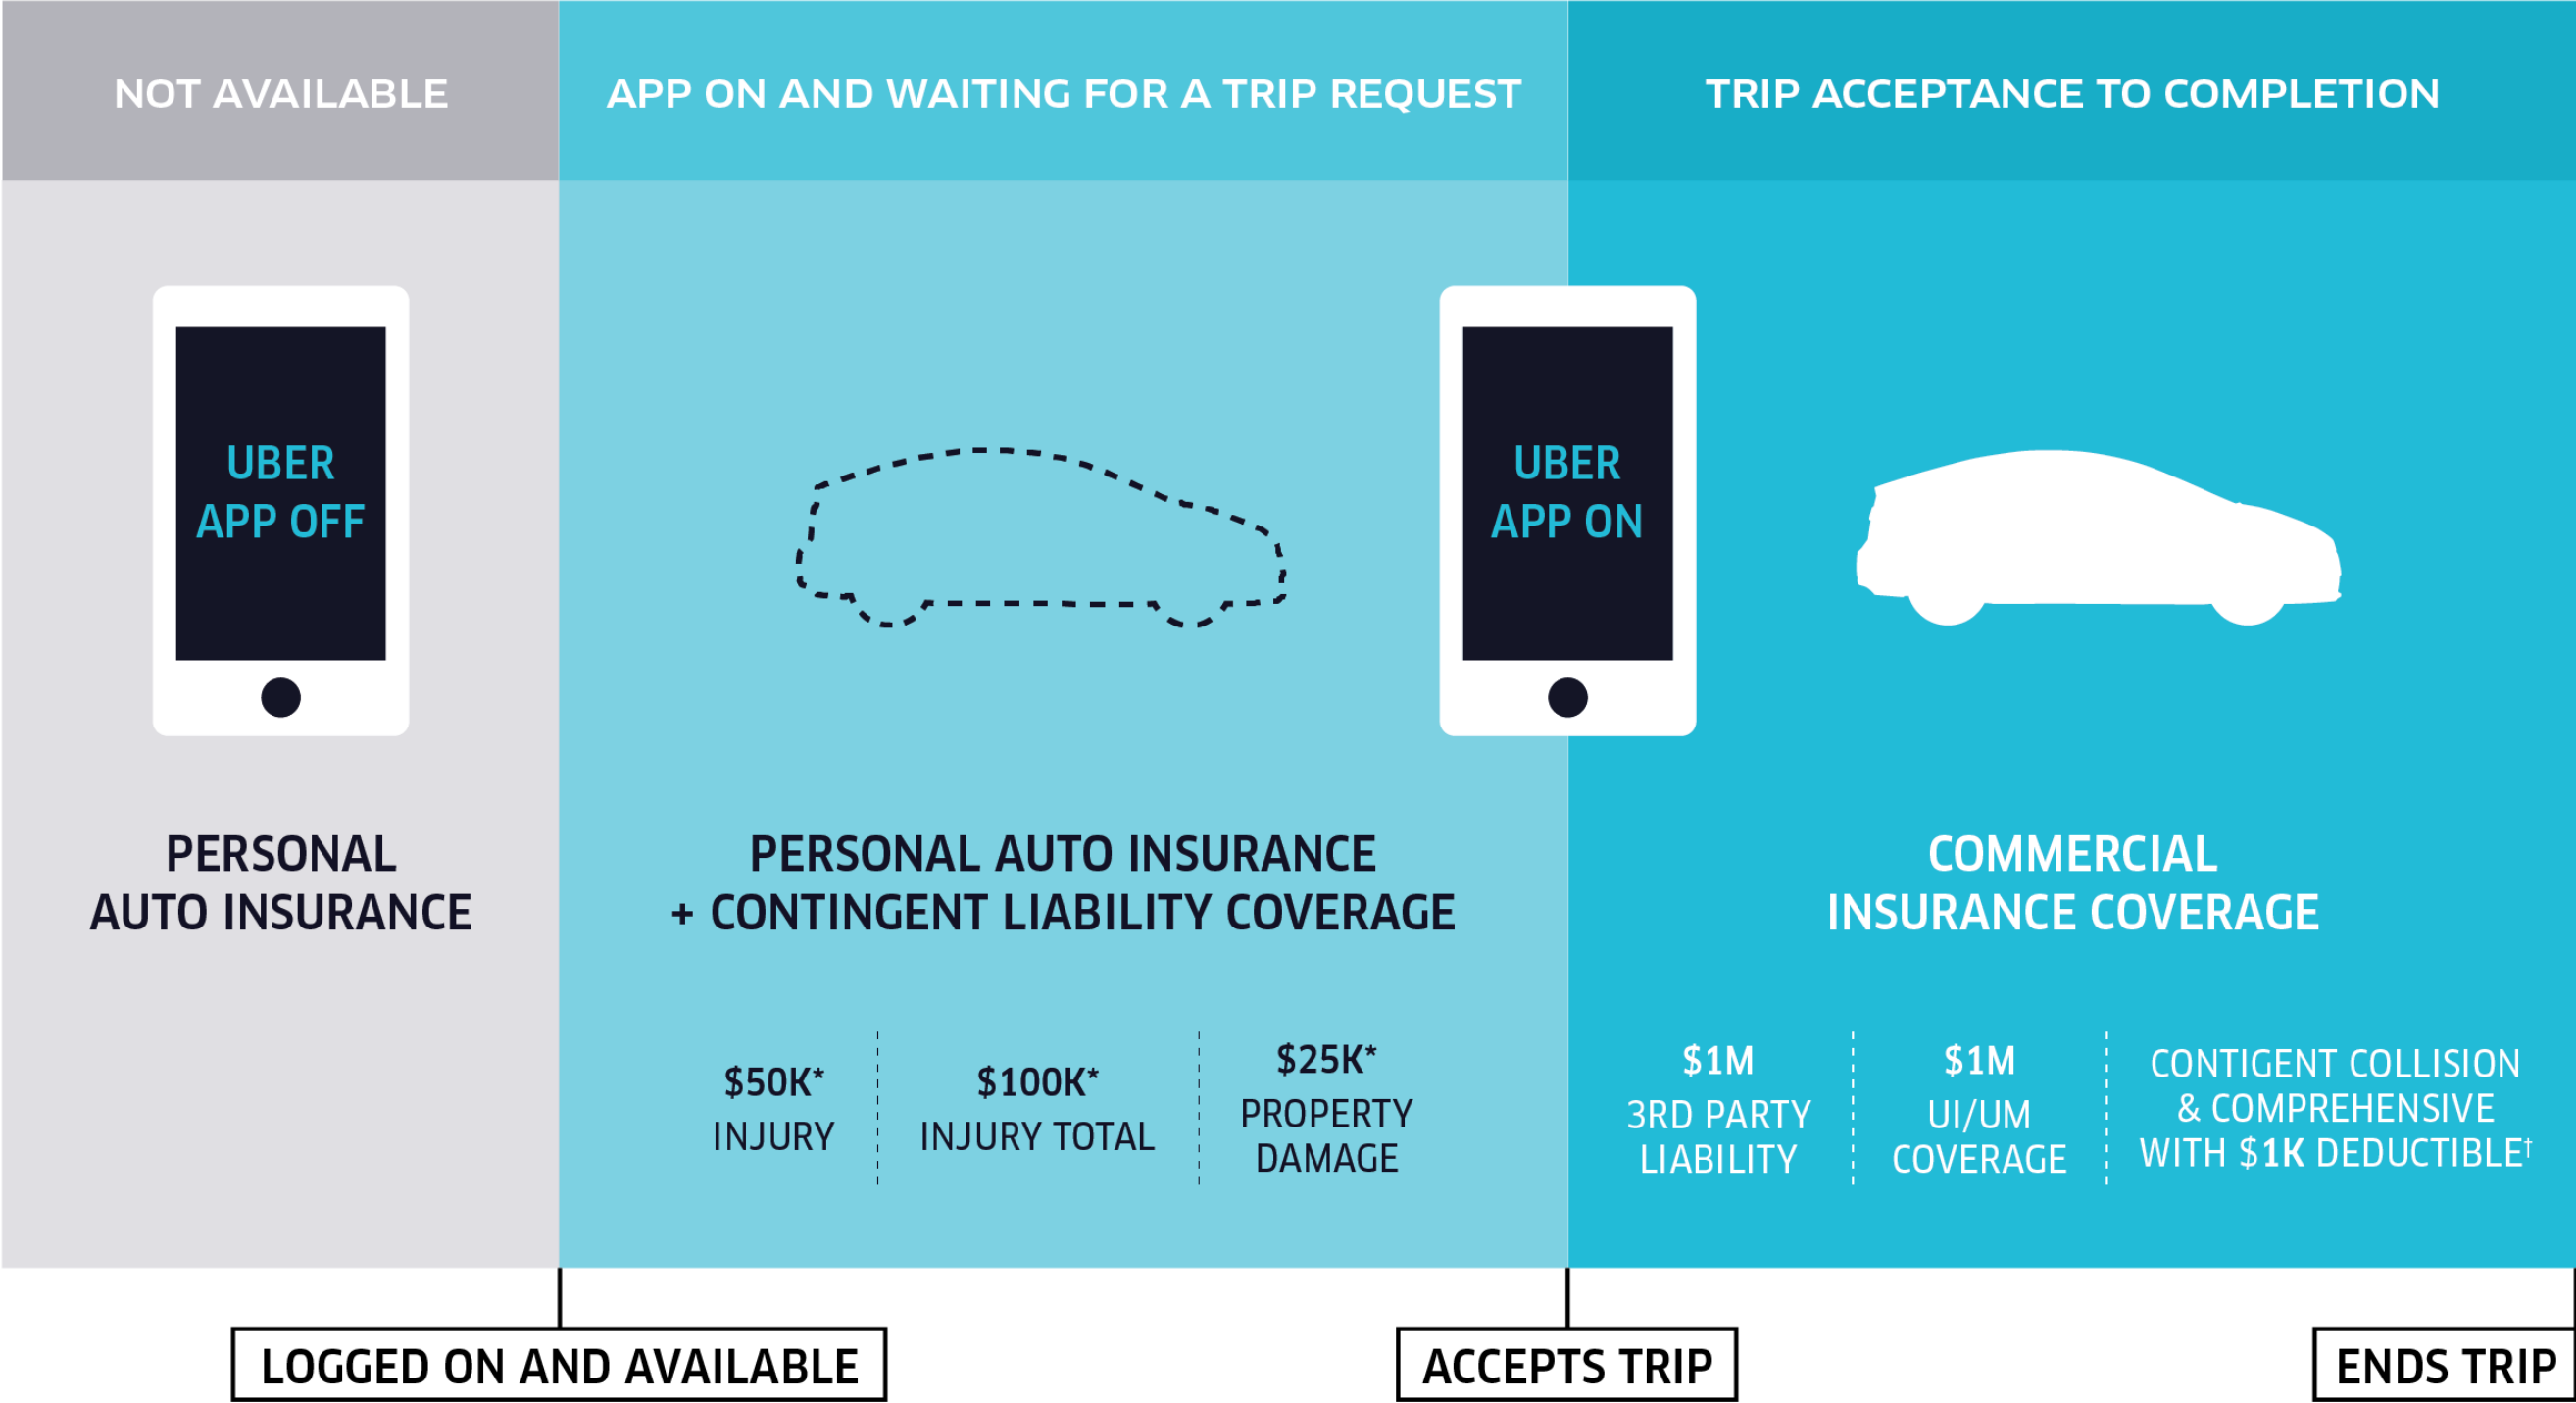 NOT AVAILABLE
APP ON AND WAITING FOR A TRIP REQUEST
TRIP ACCEPTANCE TO COMPLETION
UBER
APP OFF
UBER
APP ON
PERSONAL
AUTO INSURANCE
PERSONAL AUTO INSURANCE
+ CONTINGENT LIABILITY COVERAGE
COMMERCIAL
INSURANCE COVERAGE
$50K*
INJURY
$100K*
INJURY TOTAL
$25K*
PROPERTY
DAMAGE
$1M
3RD PARTY
LIABILITY
$1M
UI/UM
COVERAGE
CONTIGENT COLLISION
& COMPREHENSIVE
WITH $1K DEDUCTIBLE†
LOGGED ON AND AVAILABLE
ACCEPTS TRIP
ENDS TRIP